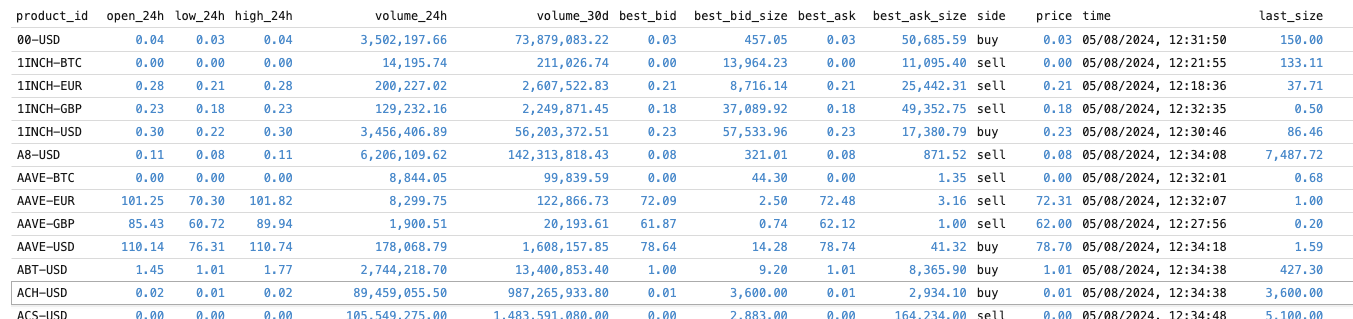 product_id open_24h low_24h high_24h volume_24h volume_30d best_bid best_bid_size best_ask best_ask_size side price time last_size
00-USD 0.04 0.03 0.04 3,502,197.66 73,879,083.22 0.03 457.05 0.03 50,685.59 buy 0.03 05/08/2024, 12:31:50 150.00
1INCH-BTC 0.00 0.00 0.00 14,195.74 211,026.74 0.00 13,964.23 0.00 11,095.40 sell 0.00 05/08/2024, 12:21:55 133.11
1INCH-EUR 0.28 0.21 0.28 200,227.02 2,607,522.83 0.21 8,716.14 0.21 25,442.31 sell 0.21 05/08/2024, 12:18:36 37.71
1INCH-GBP 0.23 0.18 0.23 129,232.16 2,249,871.45 0.18 37,089.92 0.18 49,352.75 sell 0.18 05/08/2024, 12:32:35 0.50
1INCH-USD 0.30 0.22 0.30 3,456,406.89 56,203,372.51 0.23 57,533.96 0.23 17,380.79 buy 0.23 05/08/2024, 12:30:46 86.46
A8-USD 0.11 0.08 0.11 6,206,109.62 142,313,818.43 0.08 321.01 0.08 871.52 sell 0.08 05/08/2024, 12:34:08 7,487.72
AAVE-BTC 0.00 0.00 0.00 8,844.05 99,839.59 0.00 44.30 0.00 1.35 sell 0.00 05/08/2024, 12:32:01 0.68
AAVE-EUR 101.25 70.30 101.82 8,299.75 122,866.73 72.09 2.50 72.48 3.16 sell 72.31 05/08/2024, 12:32:07 1.00
AAVE-GBP 85.43 60.72 89.94 1,900.51 20,193.61 61.87 0.74 62.12 1.00 sell 62.00 05/08/2024, 12:27:56 0.20
AAVE-USD 110.14 76.31 110.74 178,068.79 1,608,157.85 78.64 14.28 78.74 41.32 buy 78.70 05/08/2024, 12:34:18 1.59
ABT-USD 1.45 1.01 1.77 2,744,218.70 13,400,853.40 1.00 9.20 1.01 8,365.90 buy 1.01 05/08/2024, 12:34:38 427.30
ACH-USD 0.02 0.01 0.02 89,459,055.50 987,265,933.80 0.01 3,600.00 0.01 2,934.10 buy 0.01 05/08/2024, 12:34:38 3,600.00
ACS-USD 0.00 0.00 0.00 105,549,275.00 1,483,591,080.00 0.00 2,883.00 0.00 164,234.00 sell 0.00 05/08/2024, 12:34:48 5,100.00